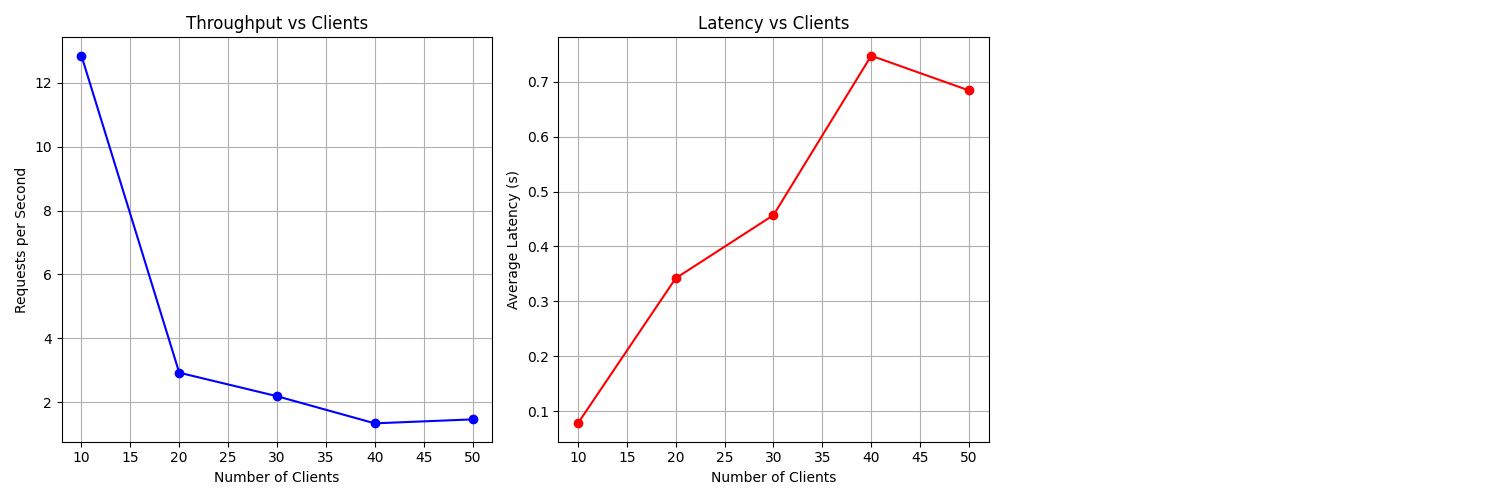 Throughput vs Clients
Requests per Second
12
10
8
6
4
2
10 15 20 25 30 35 40 45 50
Number of Clients
Latency vs Clients
Average Latency (s)
0.7
0.6
0.5
0.4
0.3
0.2
0.1
10 15 20 25 30 35 40 45 50
Number of Clients